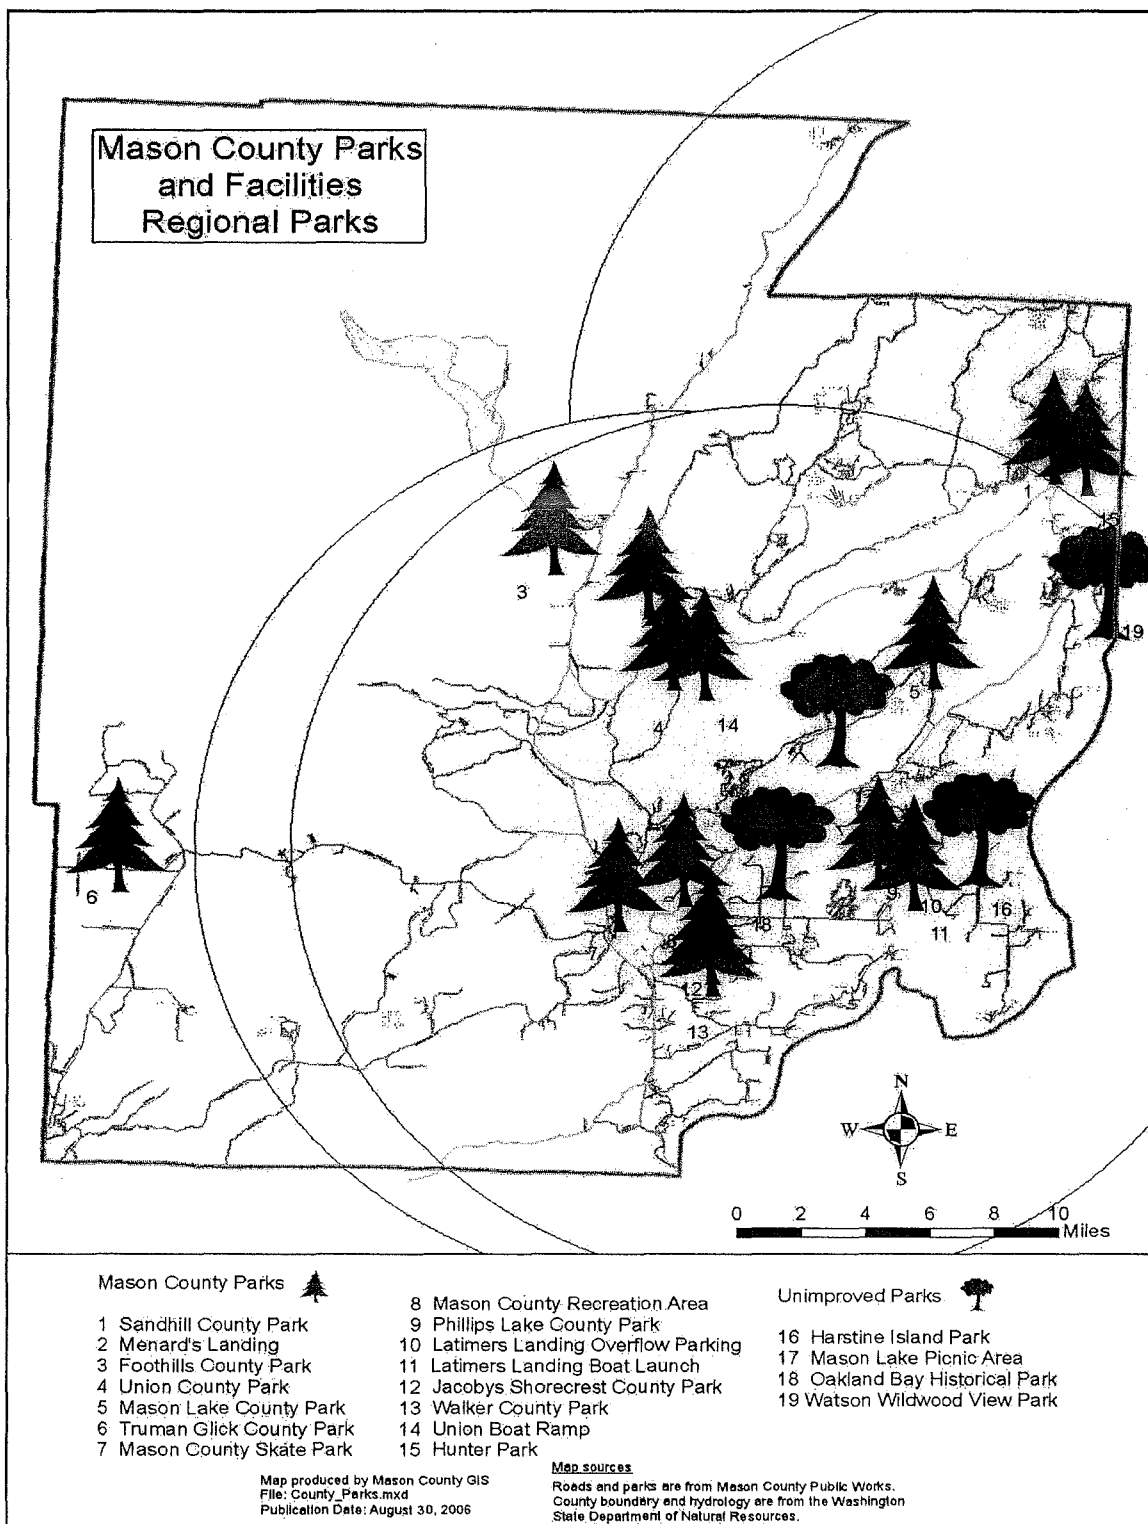 Mason County Parks
and Facilities
Regional Parks
1
15
3
19
5
4
14
6
9
10
16
18
11
7
8
12
13
N
W E
S
0 2 4 6 8 10
Miles
Mason County Parks
1 Sandhill County Park
2 Menard's Landing
3 Foothills County Park
4 Union County Park
5 Mason Lake County Park
6 Truman Glick County Park
7 Mason County Skate Park
8 Mason County Recreation Area
9 Phillips Lake County Park
10 Latimers Landing Overflow Parking
11 Latimers Landing Boat Launch
12 Jacobys Shorecrest County Park
13 Walker County Park
14 Union Boat Ramp
15 Hunter Park
Unimproved Parks
16 Harstine Island Park
17 Mason Lake Picnic Area
18 Oakland Bay Historical Park
19 Watson Wildwood View Park
Map produced by Mason County GIS
File: County_Parks.mxd
Publication Date: August 30, 2006
Map sources
Roads and parks are from Mason County Public Works.
County boundary and hydrology are from the Washington
State Department of Natural Resources.